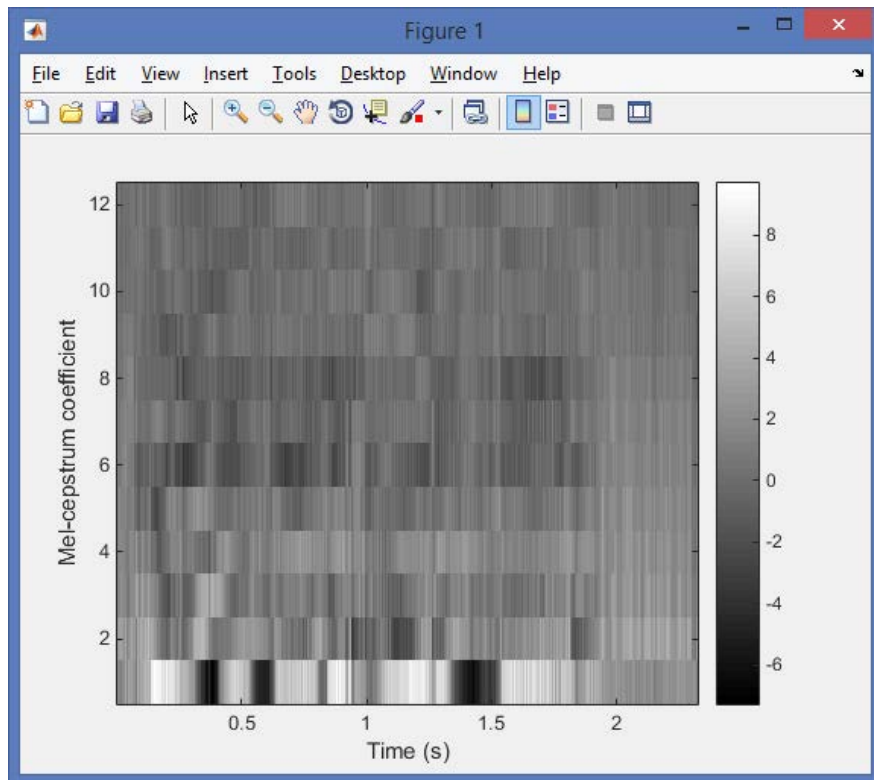 Figure 1
File Edit View Insert Tools Desktop Window Help
12
10
8
6
4
2
Mel-cepstrum coefficient
0.5 1 1.5 2
Time (s)
8
6
4
2
0
-2
-4
-6